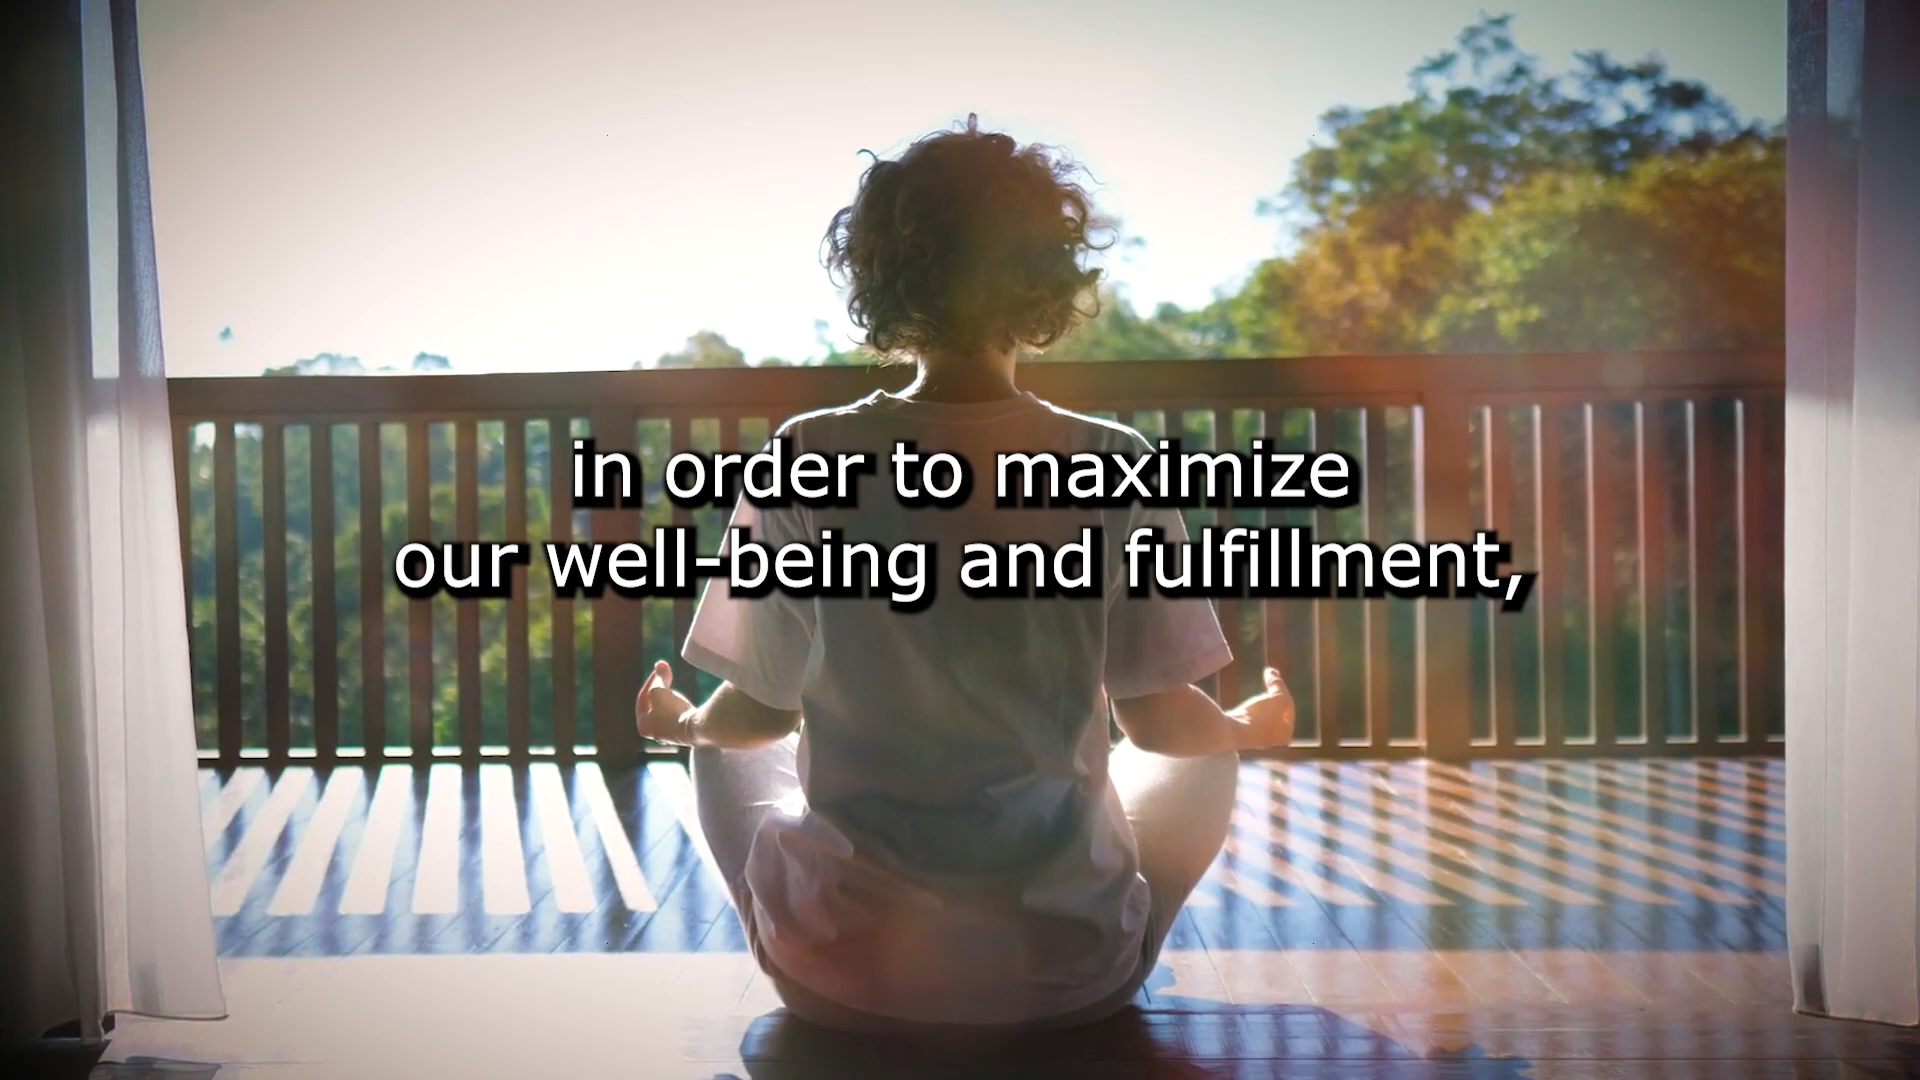 in order to maximize
our well-being and fulfillment,